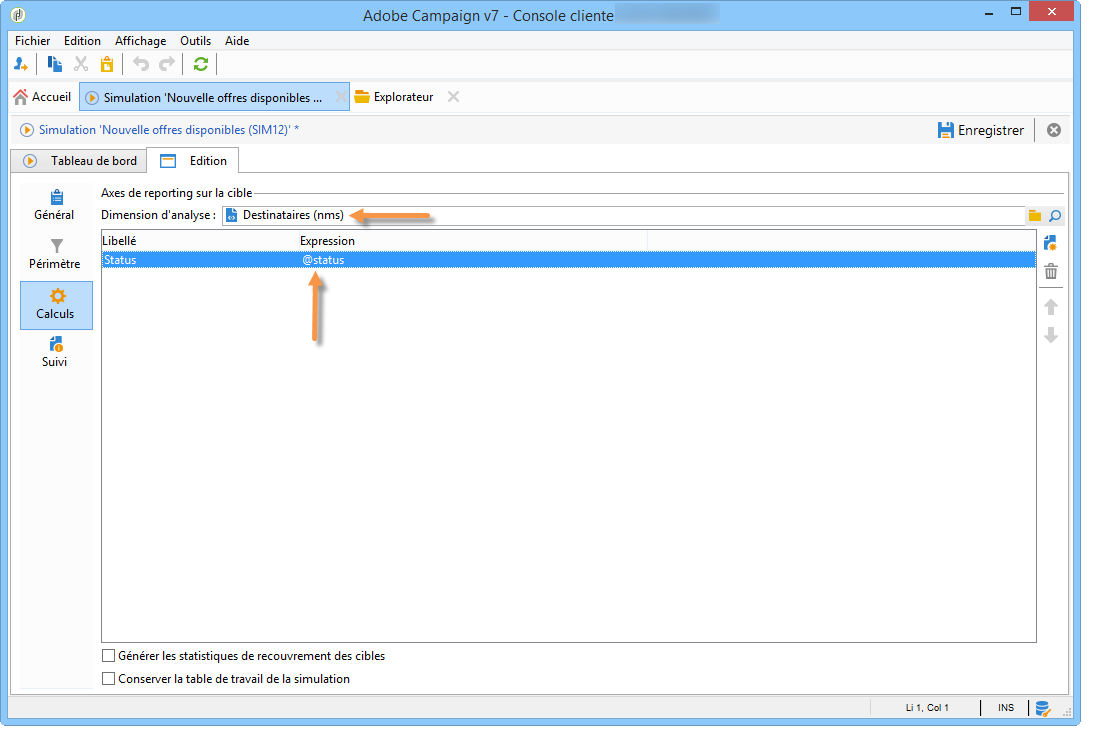 Adobe Campaign v7 - Console cliente
Fichier Edition Affichage Outils Aide
Accueil Simulation 'Nouvelle offres disponibles ... Explorateur
Simulation 'Nouvelle offres disponibles (SIM12)' * Enregistrer
Tableau de bord Edition
Axes de reporting sur la cible
Général
Dimension d'analyse : Destinataires (nms)
Libellé Expression
Status @status
Périmètre
Calculs
Suivi
Générer les statistiques de recouvrement des cibles
Conserver la table de travail de la simulation
Li 1, Col 1 INS